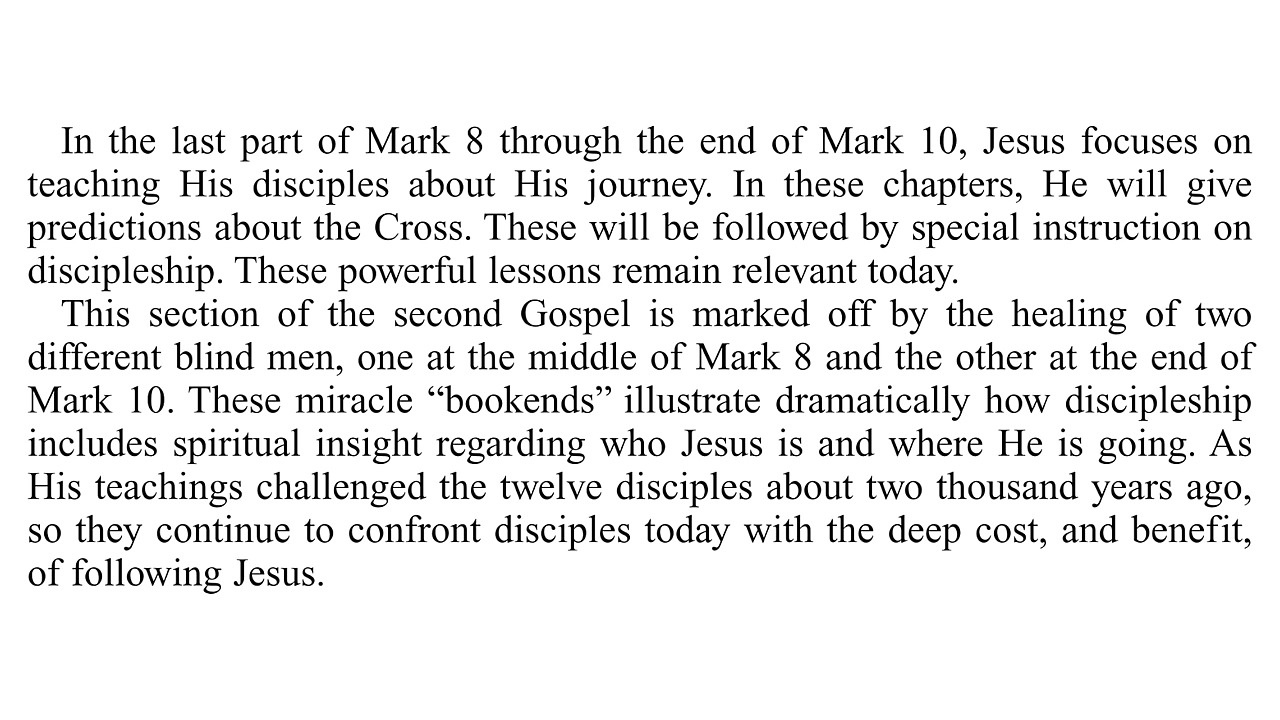 In the last part of Mark 8 through the end of Mark 10, Jesus focuses on
teaching His disciples about His journey. In these chapters, He will give
predictions about the Cross. These will be followed by special instruction on
discipleship. These powerful lessons remain relevant today.
This section of the second Gospel is marked off by the healing of two
different blind men, one at the middle of Mark 8 and the other at the end of
Mark 10. These miracle “bookends” illustrate dramatically how discipleship
includes spiritual insight regarding who Jesus is and where He is going. As
His teachings challenged the twelve disciples about two thousand years ago,
so they continue to confront disciples today with the deep cost, and benefit,
of following Jesus.